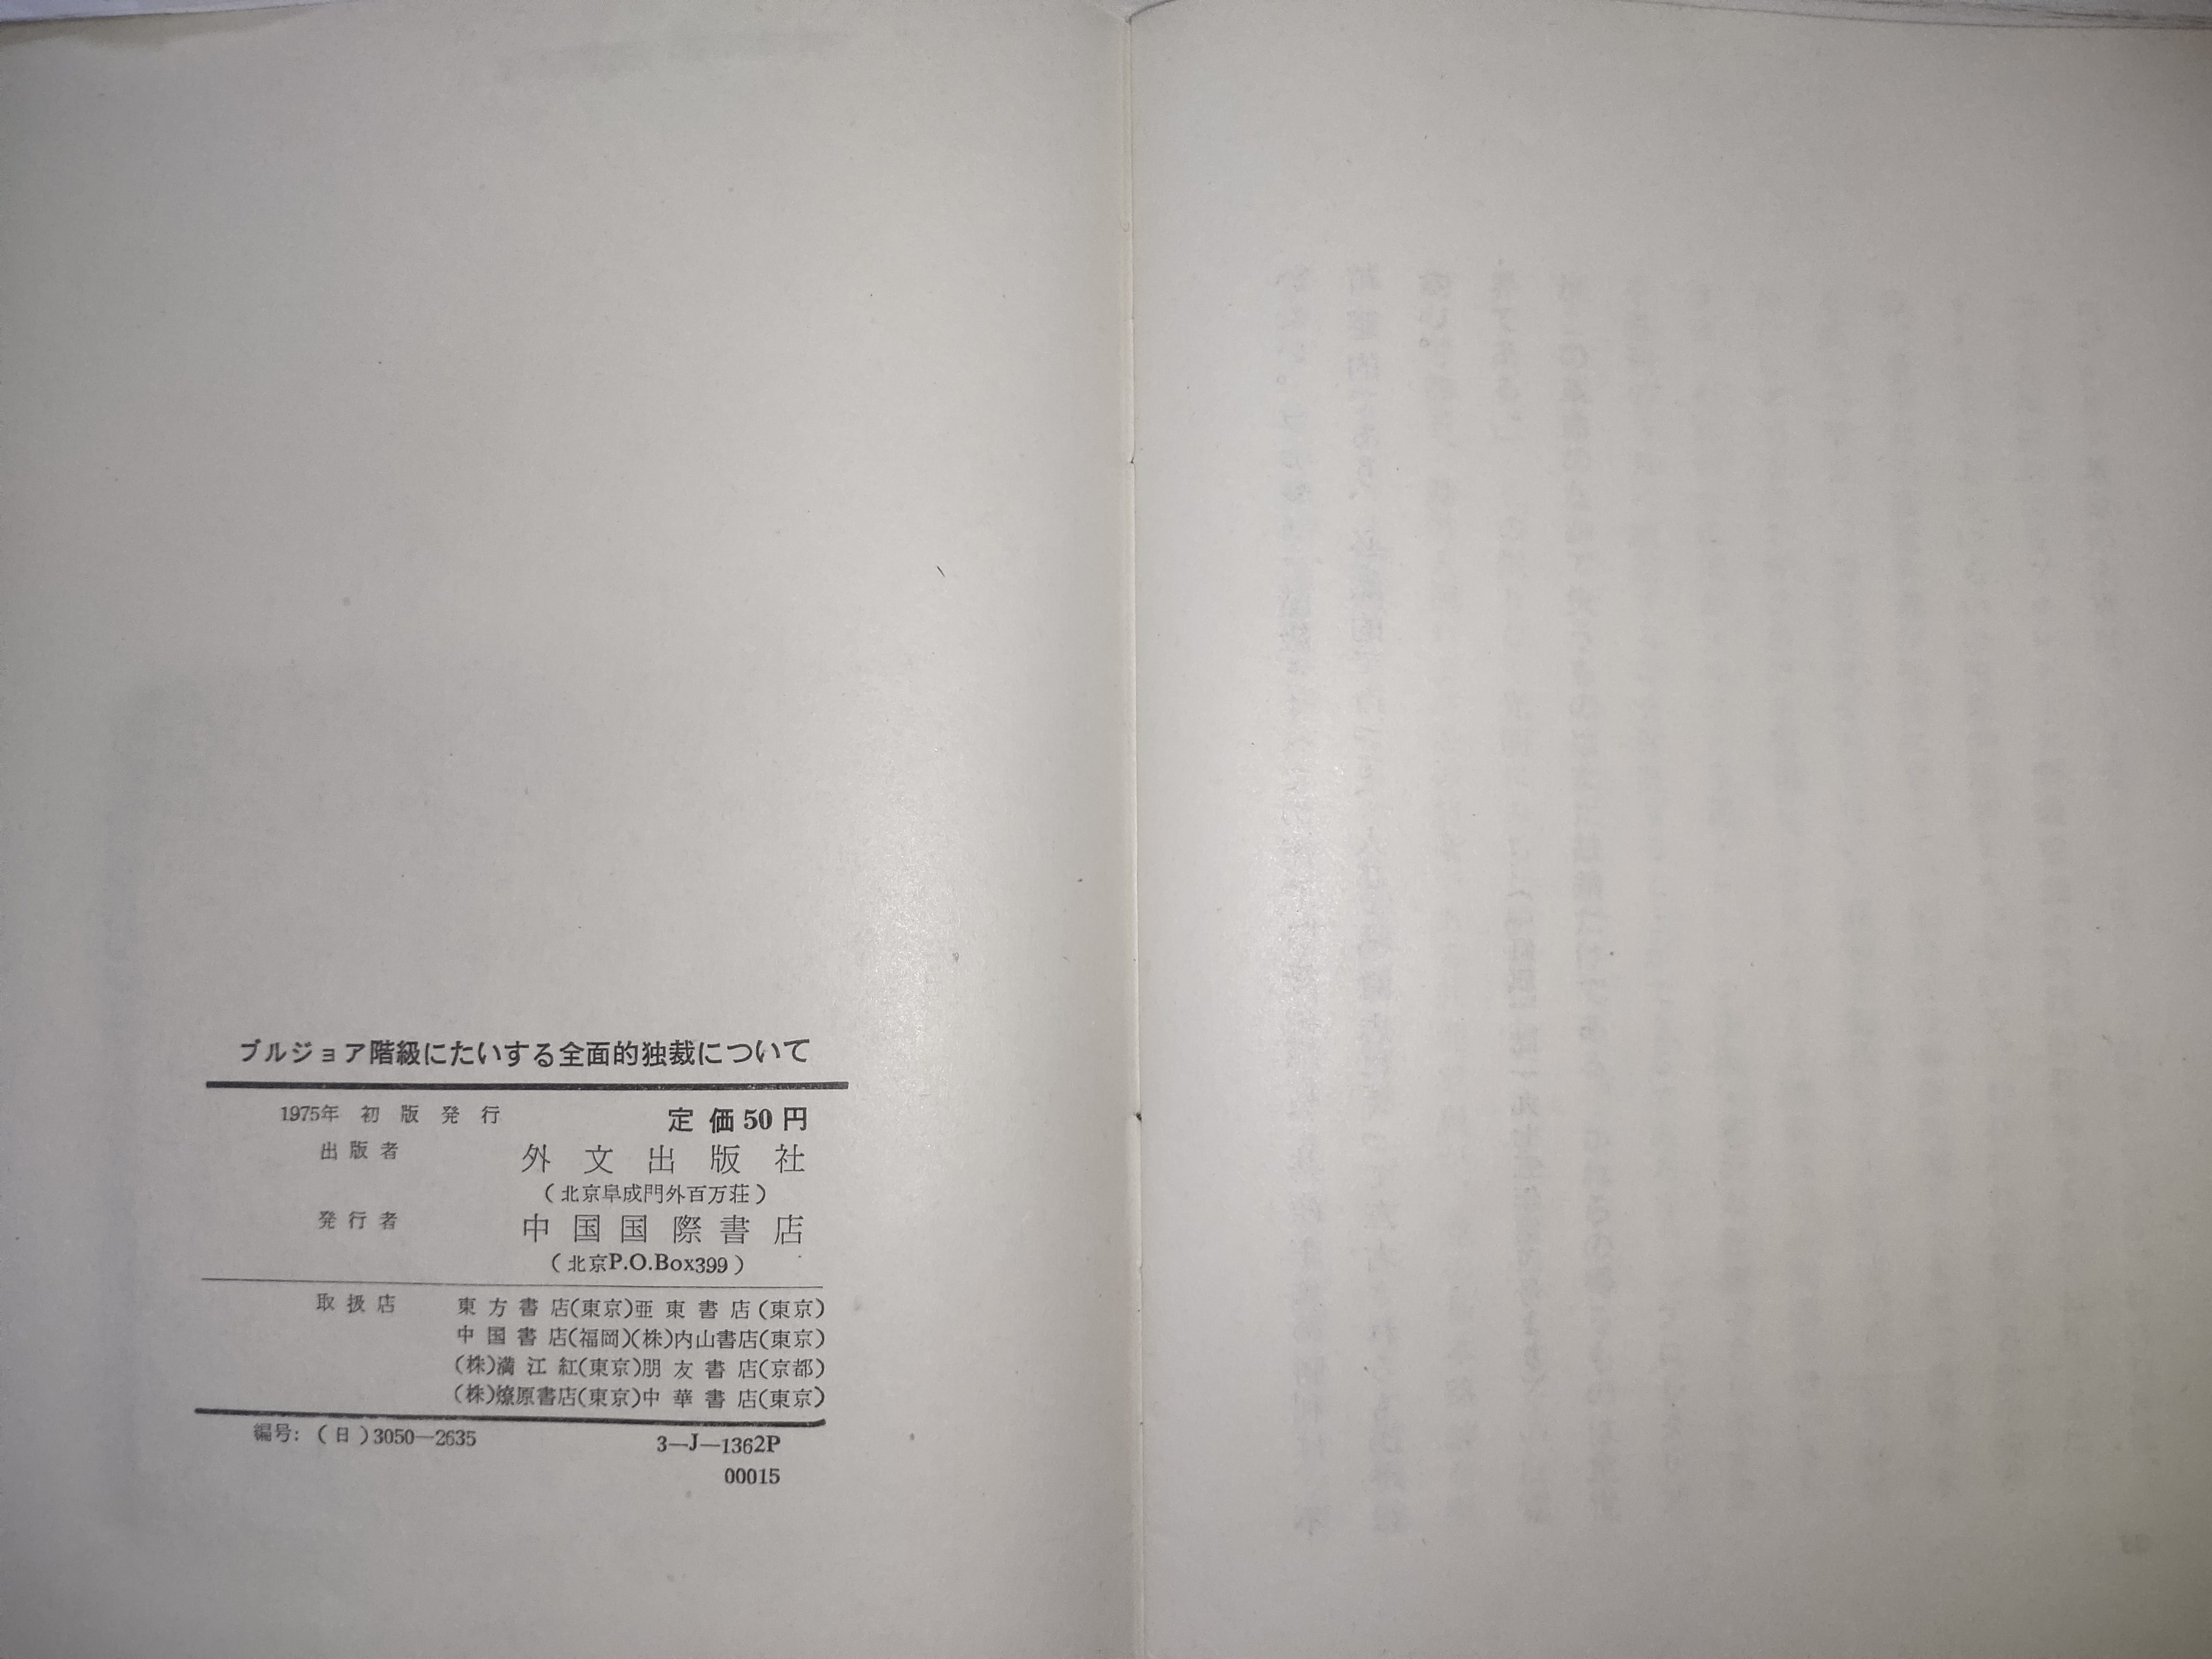 ブルジョア階級にたいする全面的独裁について
1975年 初版発行 定価50円
出版者 外文出版社
(北京阜成門外百万荘)
発行者 中国国際書店
(北京P.O.Box399)
取扱店 東方書店(東京)亜東書店(東京)
中国書店(福岡)(株)内山書店(東京)
(株)満江紅(東京)朋友書店(京都)
(株)燎原書店(東京)中華書店(東京)
編号:(日)3050—2635 3—J—1362P
00015